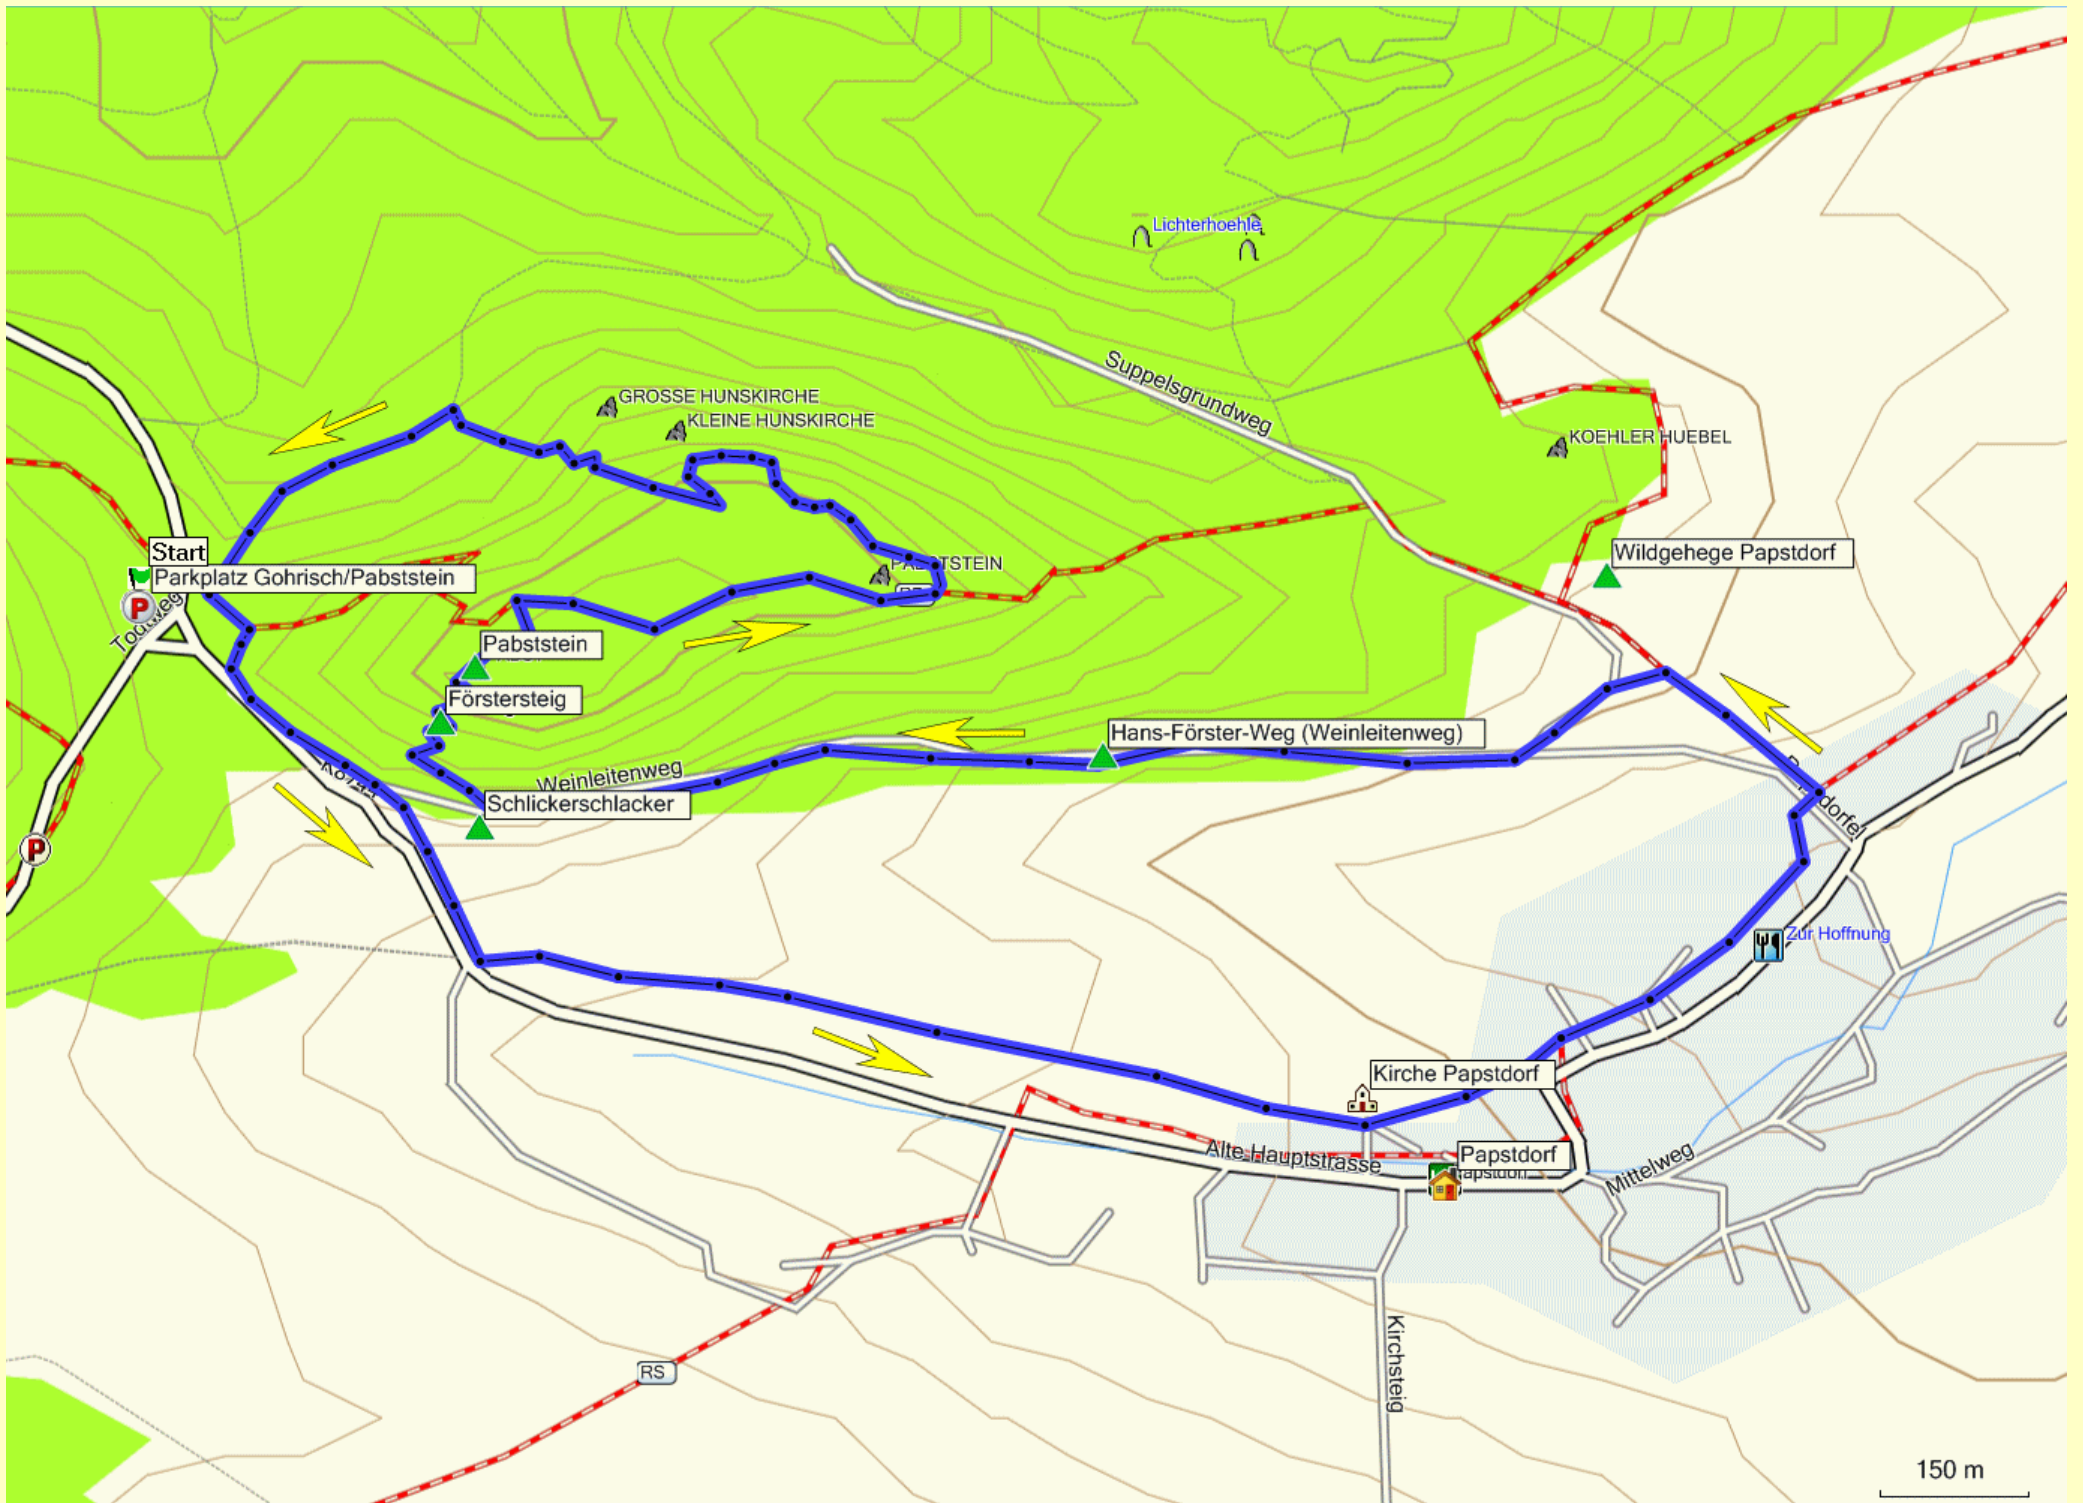 Lichterhoehle
Suppelsgrundweg
GROSSE HUNSKIRCHE
KLEINE HUNSKIRCHE
KOEHLER HUEBEL
Start
Parkplatz Gohrisch/Pabststein
P
Wildgehege Papstdorf
Pabststein
Förstersteig
Hans-Förster-Weg (Weinleitenweg)
Weinleitenweg
Schlickerschlacker
P
Zur Hoffnung
Kirche Papstdorf
Alte Hauptstrasse
Papstdorf
Mittelweg
Kirchsteig
RS
150 m